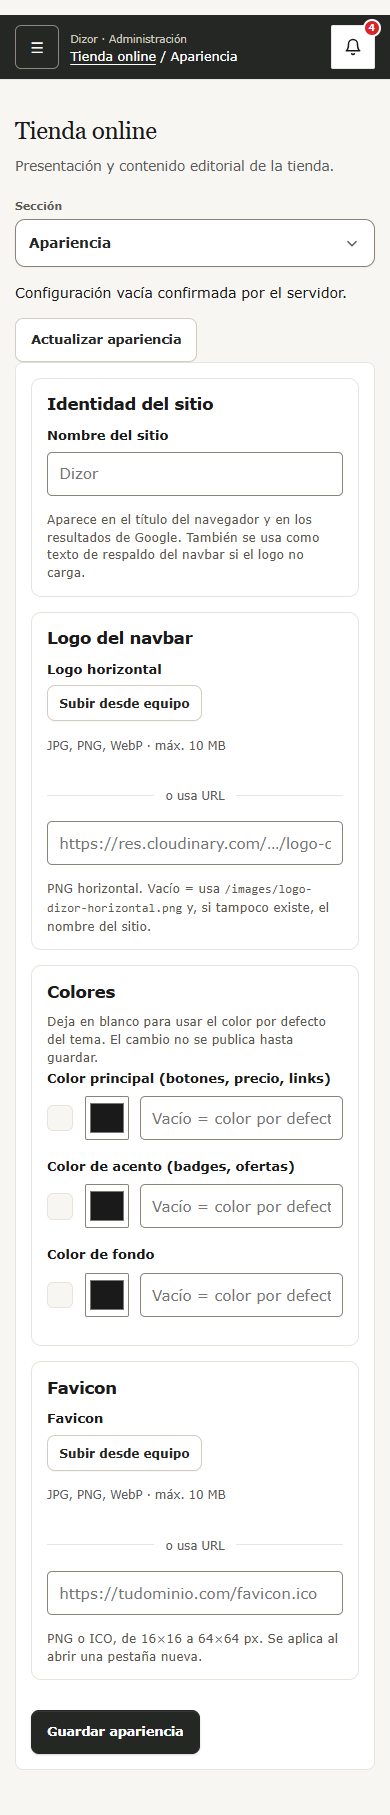 Dizor · Administración
Tienda online / Apariencia
4
Tienda online
Presentación y contenido editorial de la tienda.
Sección
Apariencia
Configuración vacía confirmada por el servidor.
Actualizar apariencia
Identidad del sitio
Nombre del sitio
Dizor
Aparece en el título del navegador y en los
resultados de Google. También se usa como
texto de respaldo del navbar si el logo no
carga.
Logo del navbar
Logo horizontal
Subir desde equipo
JPG, PNG, WebP · máx. 10 MB
o usa URL
https://res.cloudinary.com/.../logo-c
PNG horizontal. Vacío = usa /images/logo-
dizor-horizontal.png y, si tampoco existe, el
nombre del sitio.
Colores
Deja en blanco para usar el color por defecto
del tema. El cambio no se publica hasta
guardar.
Color principal (botones, precio, links)
Vacío = color por defect
Color de acento (badges, ofertas)
Vacío = color por defect
Color de fondo
Vacío = color por defect
Favicon
Favicon
Subir desde equipo
JPG, PNG, WebP · máx. 10 MB
o usa URL
https://tudominio.com/favicon.ico
PNG o ICO, de 16×16 a 64×64 px. Se aplica al
abrir una pestaña nueva.
Guardar apariencia